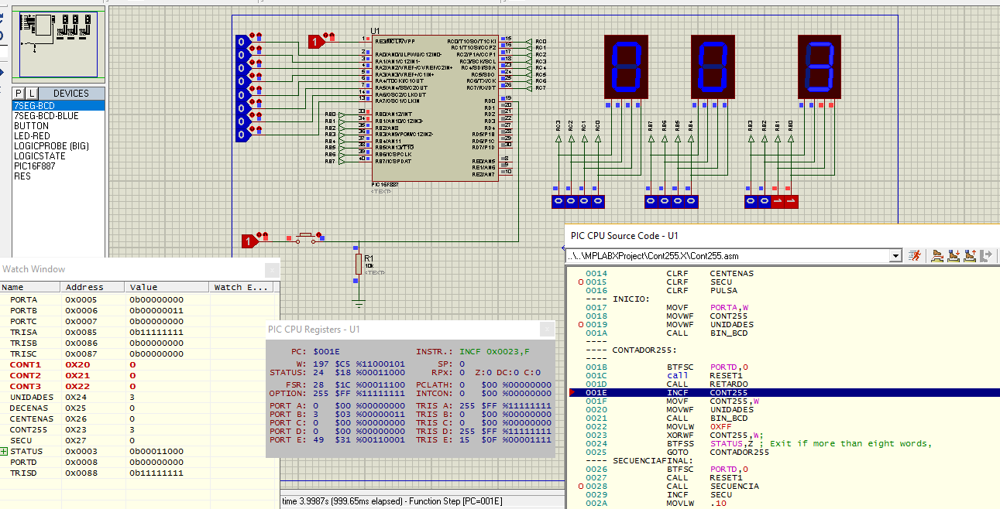 P L DEVICES
7SEG-BCD
7SEG-BCD-BLUE
BUTTON
LED-RED
LOGICPROBE (BIG)
LOGICSTATE
PIC16F887
RES
U1
1
0
0
0
0
0
0
0
0
RE3/MCLR/VPP
RA0/AN0/ULPWU/C12IN0-
RA1/AN1/C12IN1-
RA2/AN2/VREF-/CVREF/C2IN+
RA3/AN3/VREF+/C1IN+
RA4/T0CKI/C1OUT
RA5/AN4/SS/C2OUT
RA6/OSC2/CLKOUT
RA7/OSC1/CLKIN
RB0/AN12/INT
RB1/AN10/C12IN3-
RB2/AN8
RB3/AN9/PGM/C12IN2-
RB4/AN11
RB5/AN13/T1G
RB6/ICSPCLK
RB7/ICSPDAT
RC0/T1OSO/T1CKI
RC1/T1OSI/CCP2
RC2/P1A/CCP1
RC3/SCK/SCL
RC4/SDI/SDA
RC5/SDO
RC6/TX/CK
RC7/RX/DT
RD0
RD1
RD2
RD3
RD4
RD5/P1B
RD6/P1C
RD7/P1D
RE0/AN5
RE1/AN6
RE2/AN7
1
2
3
4
5
6
7
14
13
33
34
35
36
37
38
39
40
15
16
17
18
23
24
25
26
19
20
21
22
27
28
29
30
8
9
10
RB0
RB1
RB2
RB3
RB4
RB5
RB6
RB7
RC0
RC1
RC2
RC3
RC4
RC5
RC6
RC7
PIC16F887
<TEXT>
0 0 3
RC3 RC2 RC1 RC0 RB7 RB6 RB5 RB4 RB3 RB2 RB1 RB0
0 0 0 0 0 0 0 0 0 0 1 1
1
R1
10k
<TEXT>
Watch Window
Name Address Value Watch E...
PORTA 0x0005 0b00000000
PORTB 0x0006 0b00000011
PORTC 0x0007 0b00000000
TRISA 0x0085 0b11111111
TRISB 0x0086 0b00000000
TRISC 0x0087 0b00000000
CONT1 0X20 0
CONT2 0X21 0
CONT3 0X22 0
UNIDADES 0X24 3
DECENAS 0X25 0
CENTENAS 0X26 0
CONT255 0X23 3
SECU 0X27 0
STATUS 0x0003 0b00011000
PORTD 0x0008 0b00000000
TRISD 0x0088 0b11111111
PIC CPU Registers - U1
PC: $001E INSTR.: INCF 0x0023,F
W: 197 $C5 %11000101 SP: 0
STATUS: 24 $18 %00011000 RPx: 0 Z:0 DC:0 C:0
FSR: 28 $1C %00011100 PCLATH: 0 $00 %00000000
OPTION: 255 $FF %11111111 INTCON: 0 $00 %00000000
PORT A: 0 $00 %00000000 TRIS A: 255 $FF %11111111
PORT B: 3 $03 %00000011 TRIS B: 0 $00 %00000000
PORT C: 0 $00 %00000000 TRIS C: 0 $00 %00000000
PORT D: 0 $00 %00000000 TRIS D: 255 $FF %11111111
PORT E: 49 $31 %00110001 TRIS E: 15 $0F %00001111
time 3.9987s (999.65ms elapsed) - Function Step [PC=001E]
PIC CPU Source Code - U1
..\..\MPLABXProject\Cont255.X\Cont255.asm
0014 CLRF CENTENAS
0015 CLRF SECU
0016 CLRF PULSA
---- INICIO:
0017 MOVF PORTA,W
0018 MOVWF CONT255
0019 MOVWF UNIDADES
001A CALL BIN_BCD
----
---- CONTADOR255:
----
001B BTFSC PORTD,0
001C call RESET1
001D CALL RETARDO
001E INCF CONT255
001F MOVF CONT255,W
0020 MOVWF UNIDADES
0021 CALL BIN_BCD
0022 MOVLW 0XFF
0023 XORWF CONT255,W;
0024 BTFSS STATUS,Z ; Exit if more than eight words,
0025 GOTO CONTADOR255
---- SECUENCIAFINAL:
0026 BTFSC PORTD,0
0027 CALL RESET1
0028 CALL SECUENCIA
0029 INCF SECU
002A MOVLW .10